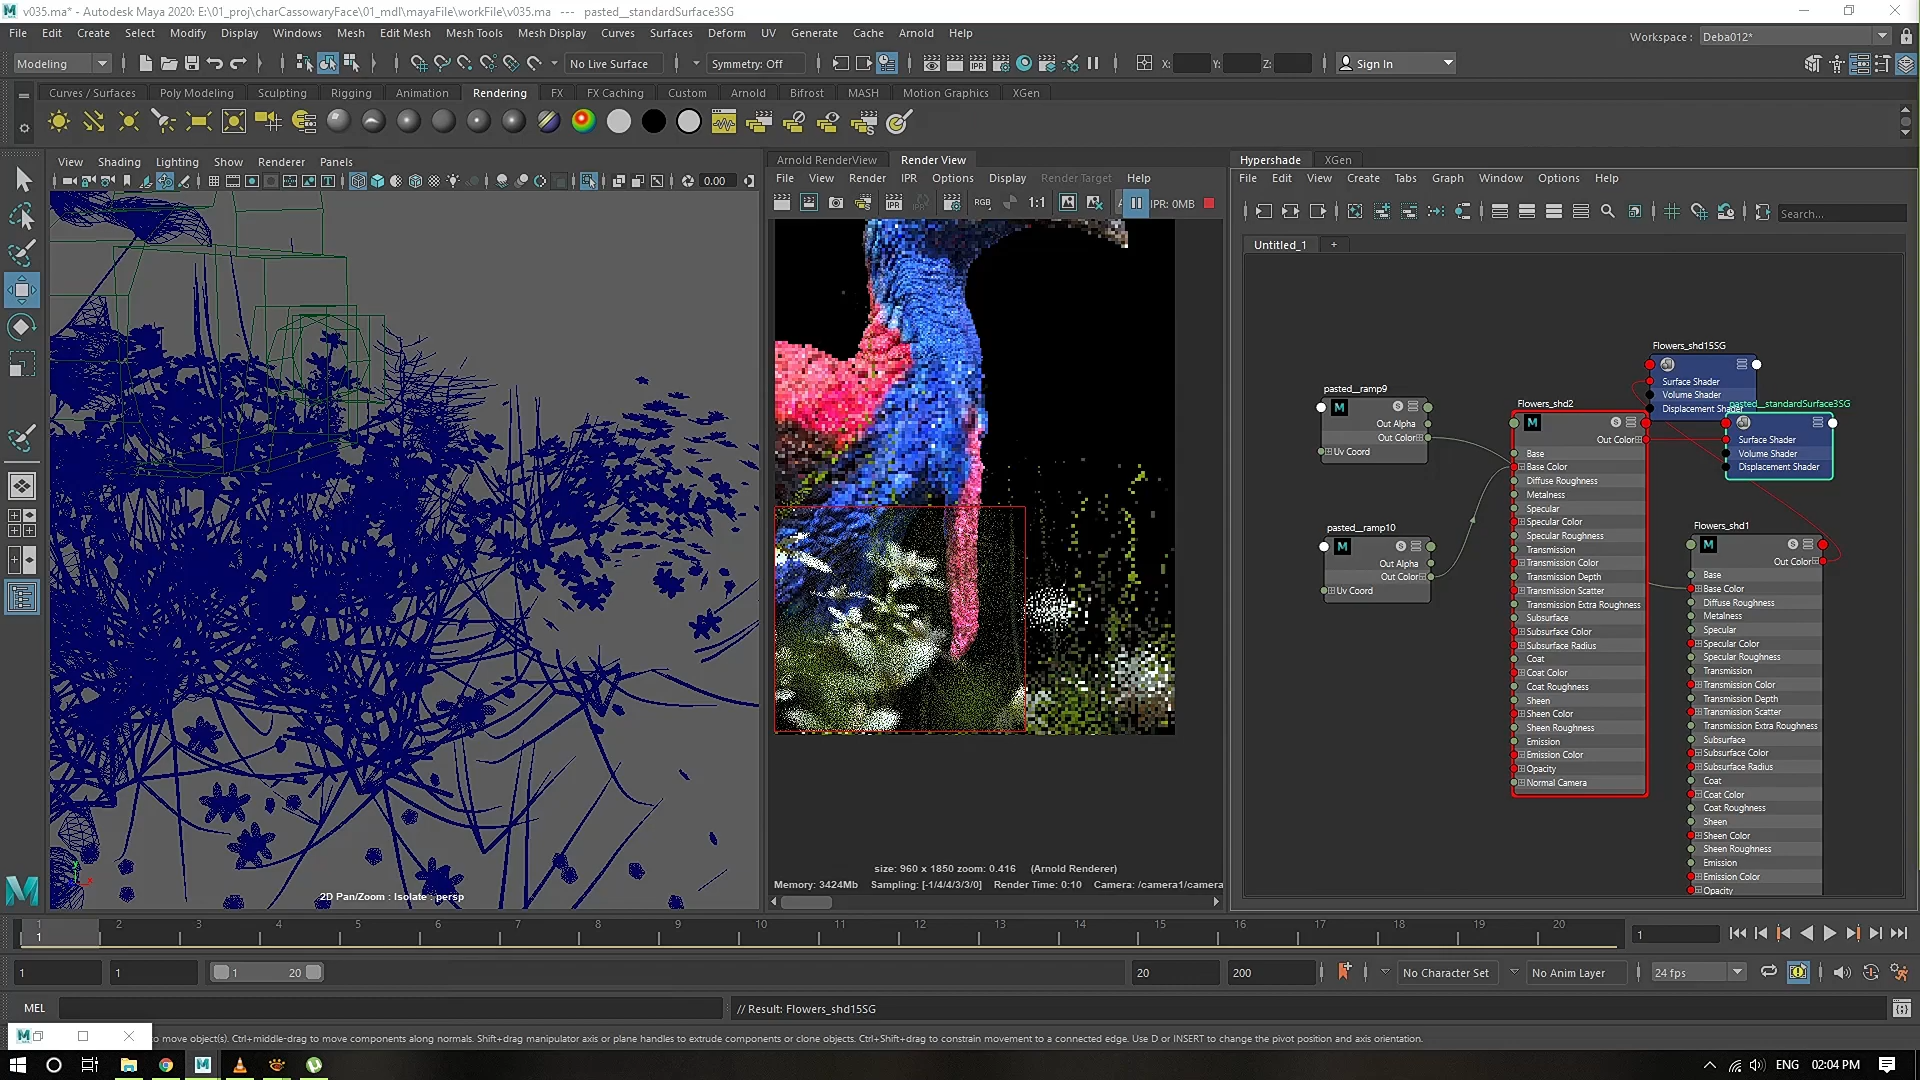 v035.ma* - Autodesk Maya 2020: E:\01_proj\charCassowaryFace\01_mdl\mayaFile\workFile\v035.ma --- pasted__standardSurface3SG
File Edit Create Select Modify Display Windows Mesh Edit Mesh Mesh Tools Mesh Display Curves Surfaces Deform UV Generate Cache Arnold Help
Workspace : Deba012*
Modeling No Live Surface Symmetry: Off X: Y: Z: Sign In
Curves / Surfaces Poly Modeling Sculpting Rigging Animation Rendering FX FX Caching Custom Arnold Bifrost MASH Motion Graphics XGen
View Shading Lighting Show Renderer Panels
0.00
2D Pan/Zoom : Isolate : persp
Arnold RenderView Render View
File View Render IPR Options Display Render Target Help
RGB 1:1 IPR: 0MB
size: 960 x 1850 zoom: 0.416 (Arnold Renderer)
Memory: 3424Mb Sampling: [-1/4/4/3/3/0] Render Time: 0:10 Camera: /camera1/camera
Hypershade XGen
File Edit View Create Tabs Graph Window Options Help
Search...
Untitled_1 +
pasted__ramp9
Out Alpha
Out Color
Uv Coord
pasted__ramp10
Out Alpha
Out Color
Uv Coord
Flowers_shd2
Out Color
Base
Base Color
Diffuse Roughness
Metalness
Specular
Specular Color
Specular Roughness
Transmission
Transmission Color
Transmission Depth
Transmission Scatter
Transmission Extra Roughness
Subsurface
Subsurface Color
Subsurface Radius
Coat
Coat Color
Coat Roughness
Sheen
Sheen Color
Sheen Roughness
Emission
Emission Color
Opacity
Normal Camera
Flowers_shd15SG
Surface Shader
Volume Shader
Displacement Shader
pasted__standardSurface3SG
Surface Shader
Volume Shader
Displacement Shader
Flowers_shd1
Out Color
Base
Base Color
Diffuse Roughness
Metalness
Specular
Specular Color
Specular Roughness
Transmission
Transmission Color
Transmission Depth
Transmission Scatter
Transmission Extra Roughness
Subsurface
Subsurface Color
Subsurface Radius
Coat
Coat Color
Coat Roughness
Sheen
Sheen Color
Sheen Roughness
Emission
Emission Color
Opacity
1 2 3 4 5 6 7 8 9 10 11 12 13 14 15 16 17 18 19 20
1 1
1 1 1 20 20 200 No Character Set No Anim Layer 24 fps
MEL // Result: Flowers_shd15SG
to move object(s). Ctrl+middle-drag to move components along normals. Shift+drag manipulator axis or plane handles to extrude components or clone objects. Ctrl+Shift+drag to constrain movement to a connected edge. Use D or INSERT to change the pivot position and axis orientation.
ENG 02:04 PM